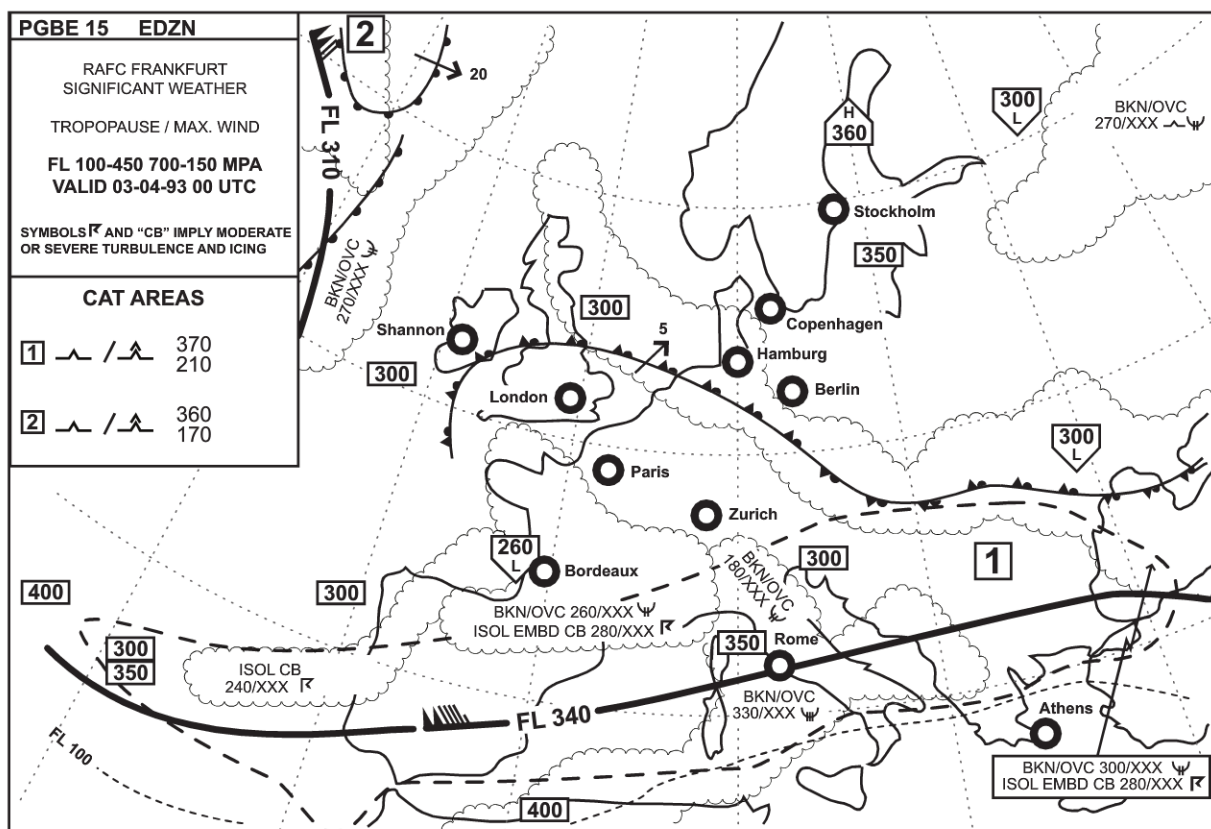 PGBE 15 EDZN
RAFC FRANKFURT
SIGNIFICANT WEATHER
TROPOPAUSE / MAX. WIND
FL 100-450 700-150 MPA
VALID 03-04-93 00 UTC
SYMBOLS AND “CB” IMPLY MODERATE
OR SEVERE TURBULENCE AND ICING
CAT AREAS
1 / 370
210
2 / 360
170
2
20
FL 310
BKN/OVC
270/XXX
H
360
300
L
BKN/OVC
270/XXX
Stockholm
350
300
Copenhagen
Shannon
5
Hamburg
300
London
Berlin
300
L
Paris
Zurich
260
L
Bordeaux
BKN/OVC
180/XXX
300
1
400
300
BKN/OVC 260/XXX
ISOL EMBD CB 280/XXX
300
350
350
Rome
ISOL CB
240/XXX
BKN/OVC
330/XXX
FL 340
Athens
FL 100
BKN/OVC 300/XXX
ISOL EMBD CB 280/XXX
400